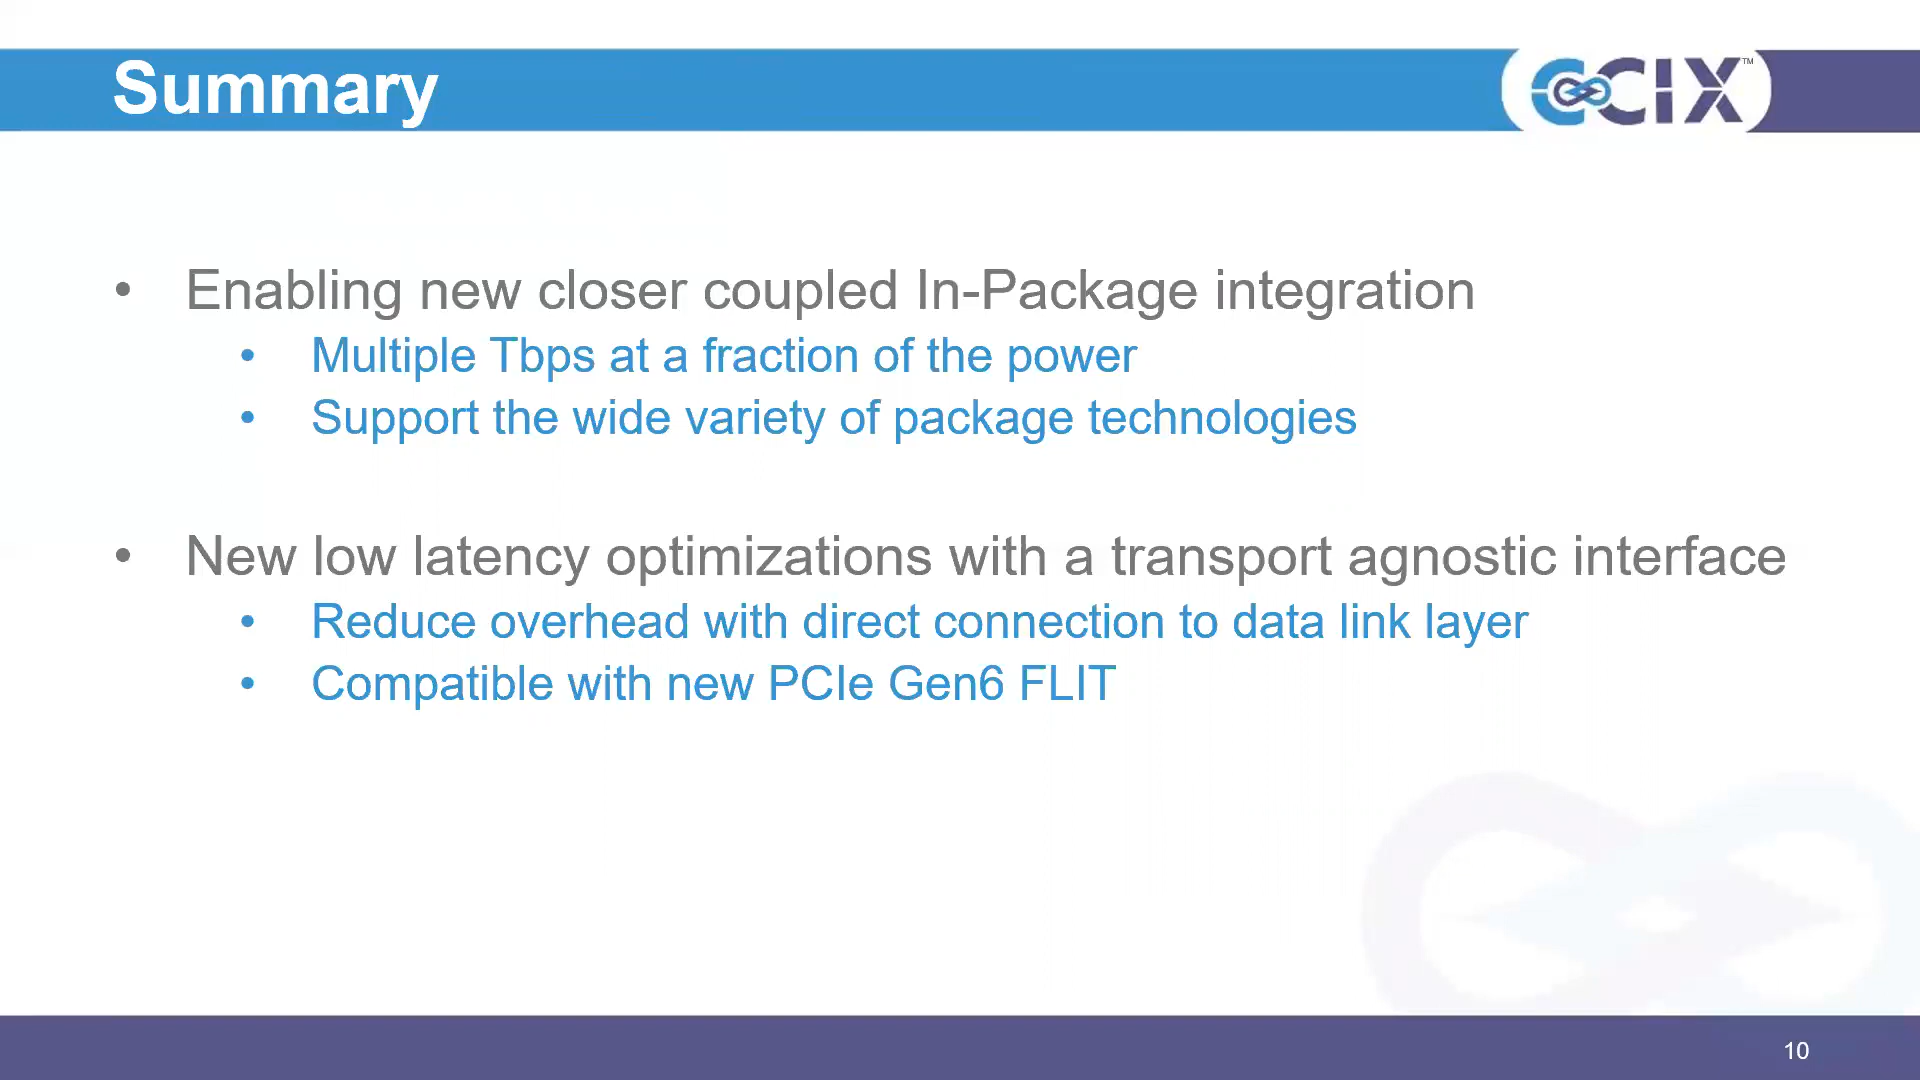 Summary
CCIX™
• Enabling new closer coupled In-Package integration
• Multiple Tbps at a fraction of the power
• Support the wide variety of package technologies
• New low latency optimizations with a transport agnostic interface
• Reduce overhead with direct connection to data link layer
• Compatible with new PCIe Gen6 FLIT
10